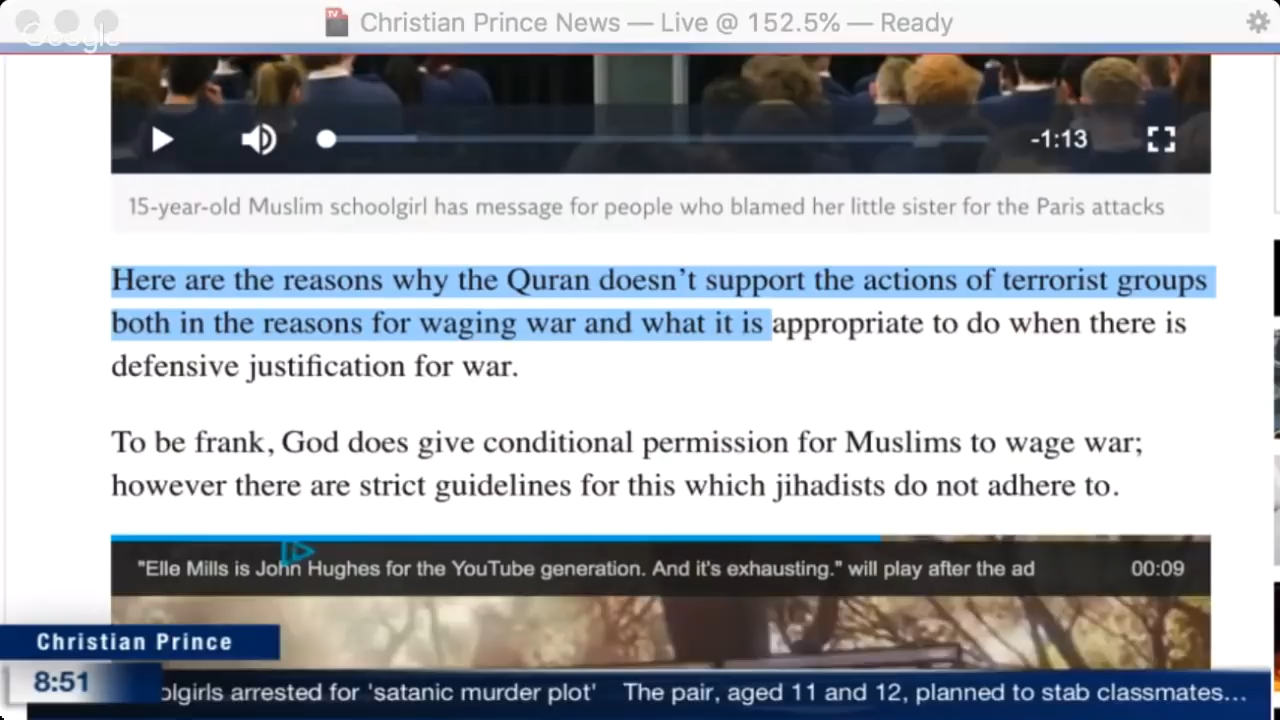 Christian Prince News — Live @ 152.5% — Ready
Google
-1:13
15-year-old Muslim schoolgirl has message for people who blamed her little sister for the Paris attacks
Here are the reasons why the Quran doesn't support the actions of terrorist groups
both in the reasons for waging war and what it is appropriate to do when there is
defensive justification for war.
To be frank, God does give conditional permission for Muslims to wage war;
however there are strict guidelines for this which jihadists do not adhere to.
"Elle Mills is John Hughes for the YouTube generation. And it's exhausting." will play after the ad
00:09
Christian Prince
8:51
olgirls arrested for 'satanic murder plot' The pair, aged 11 and 12, planned to stab classmates...